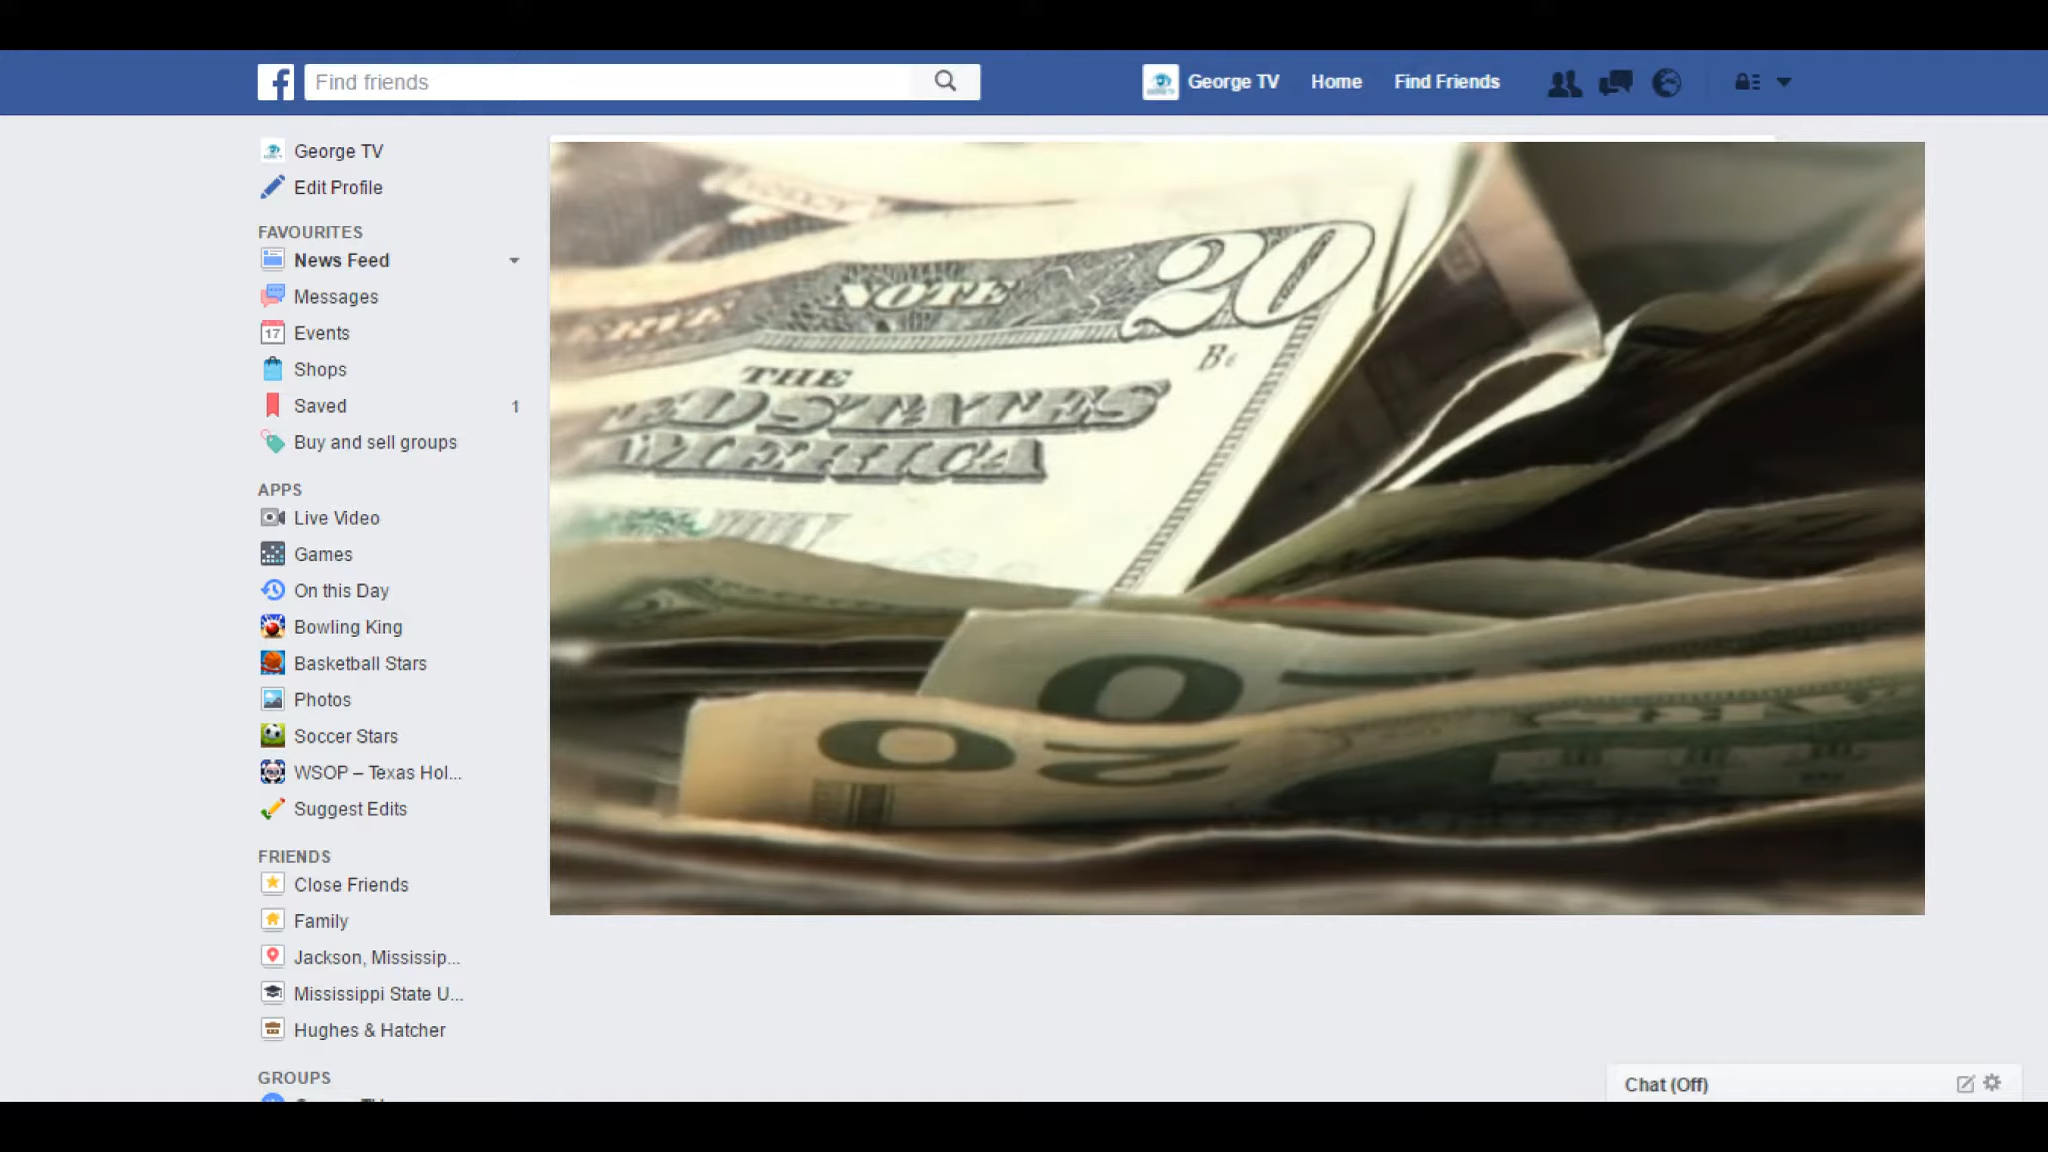 Find friends
George TV
Home
Find Friends
George TV
Edit Profile
FAVOURITES
News Feed
Messages
17
Events
Shops
Saved
1
Buy and sell groups
APPS
Live Video
Games
On this Day
Bowling King
Basketball Stars
Photos
Soccer Stars
WSOP – Texas Hol...
Suggest Edits
FRIENDS
Close Friends
Family
Jackson, Mississip...
Mississippi State U...
Hughes & Hatcher
GROUPS
NOTE
20
THE
STATES
AMERICA
20
Chat (Off)